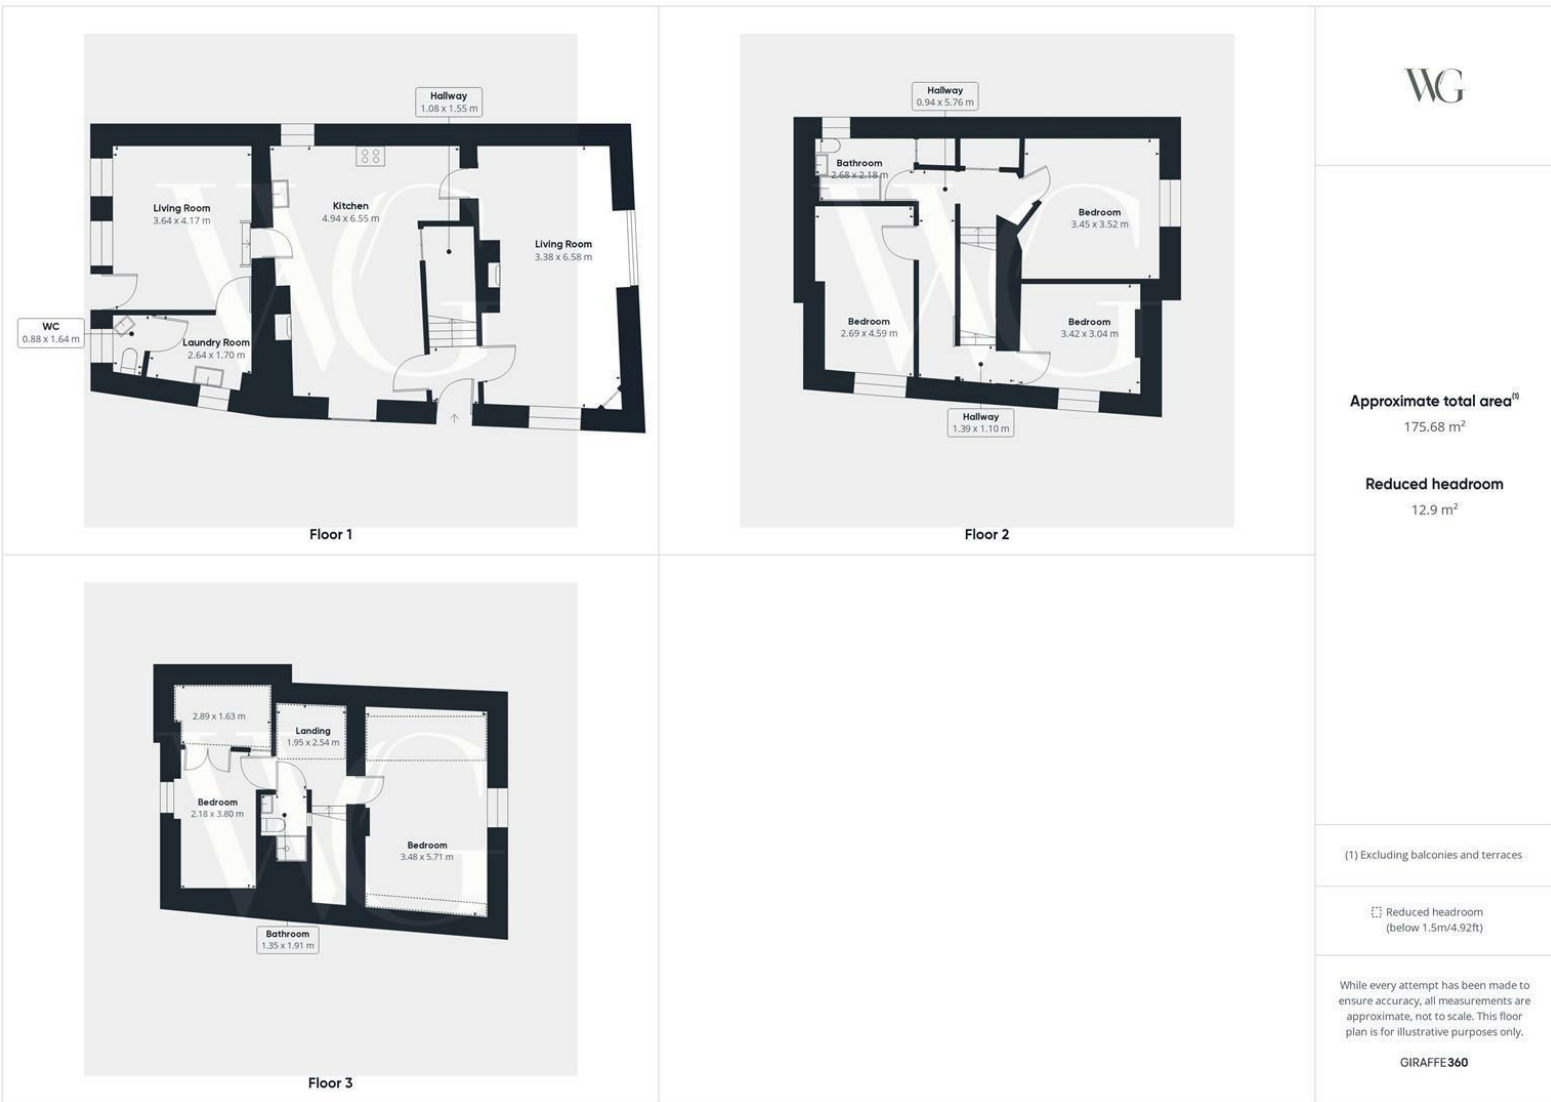 Hallway
1.08 x 1.55 m
Living Room
3.64 x 4.17 m
Kitchen
4.94 x 6.55 m
Living Room
3.38 x 6.58 m
WC
0.88 x 1.64 m
Laundry Room
2.64 x 1.70 m
WG
Floor 1
Hallway
0.94 x 5.76 m
Bathroom
2.68 x 2.18 m
Bedroom
3.45 x 3.52 m
Bedroom
2.69 x 4.59 m
Bedroom
3.42 x 3.04 m
Hallway
1.39 x 1.10 m
WG
Floor 2
2.89 x 1.63 m
Landing
1.95 x 2.54 m
Bedroom
2.18 x 3.80 m
Bedroom
3.48 x 5.71 m
Bathroom
1.35 x 1.91 m
WG
Floor 3
WG
Approximate total area(1)
175.68 m²
Reduced headroom
12.9 m²
(1) Excluding balconies and terraces
Reduced headroom
(below 1.5m/4.92ft)
While every attempt has been made to
ensure accuracy, all measurements are
approximate, not to scale. This floor
plan is for illustrative purposes only.
GIRAFFE360